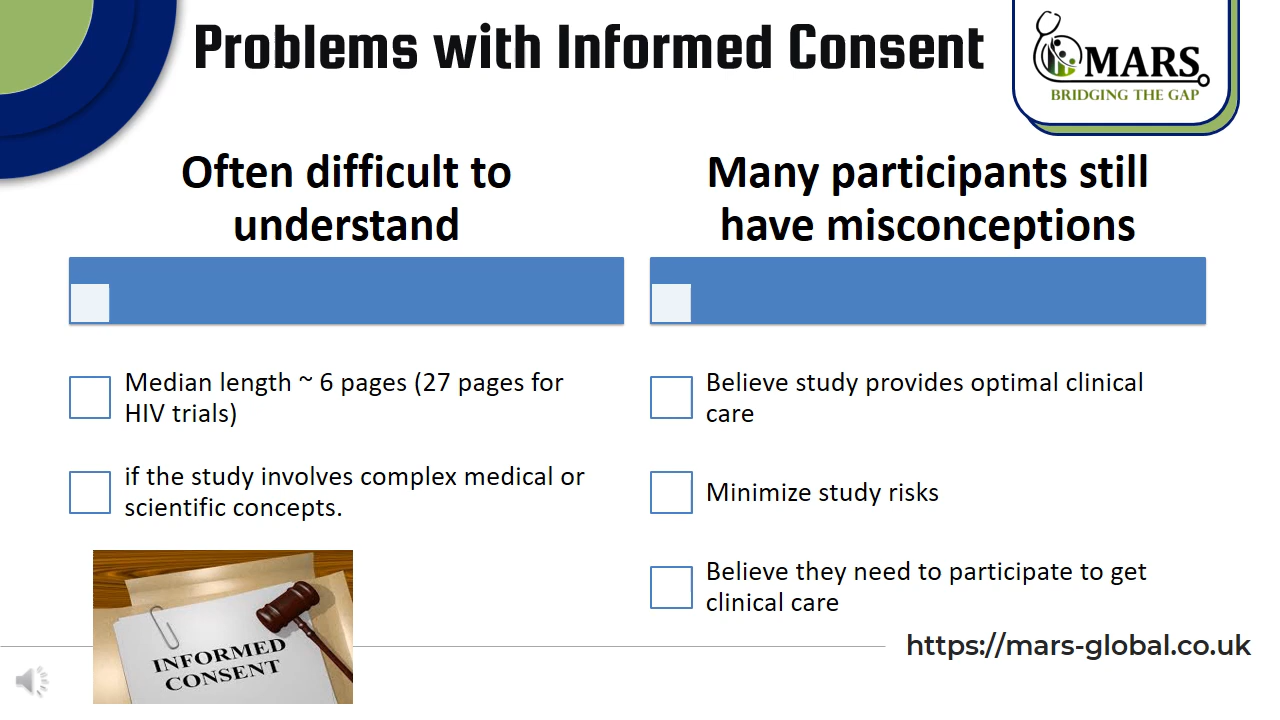 Problems with Informed Consent
MARS
BRIDGING THE GAP
Often difficult to
understand
Median length ~ 6 pages (27 pages for
HIV trials)
if the study involves complex medical or
scientific concepts.
INFORMED
CONSENT
Many participants still
have misconceptions
Believe study provides optimal clinical
care
Minimize study risks
Believe they need to participate to get
clinical care
https://mars-global.co.uk